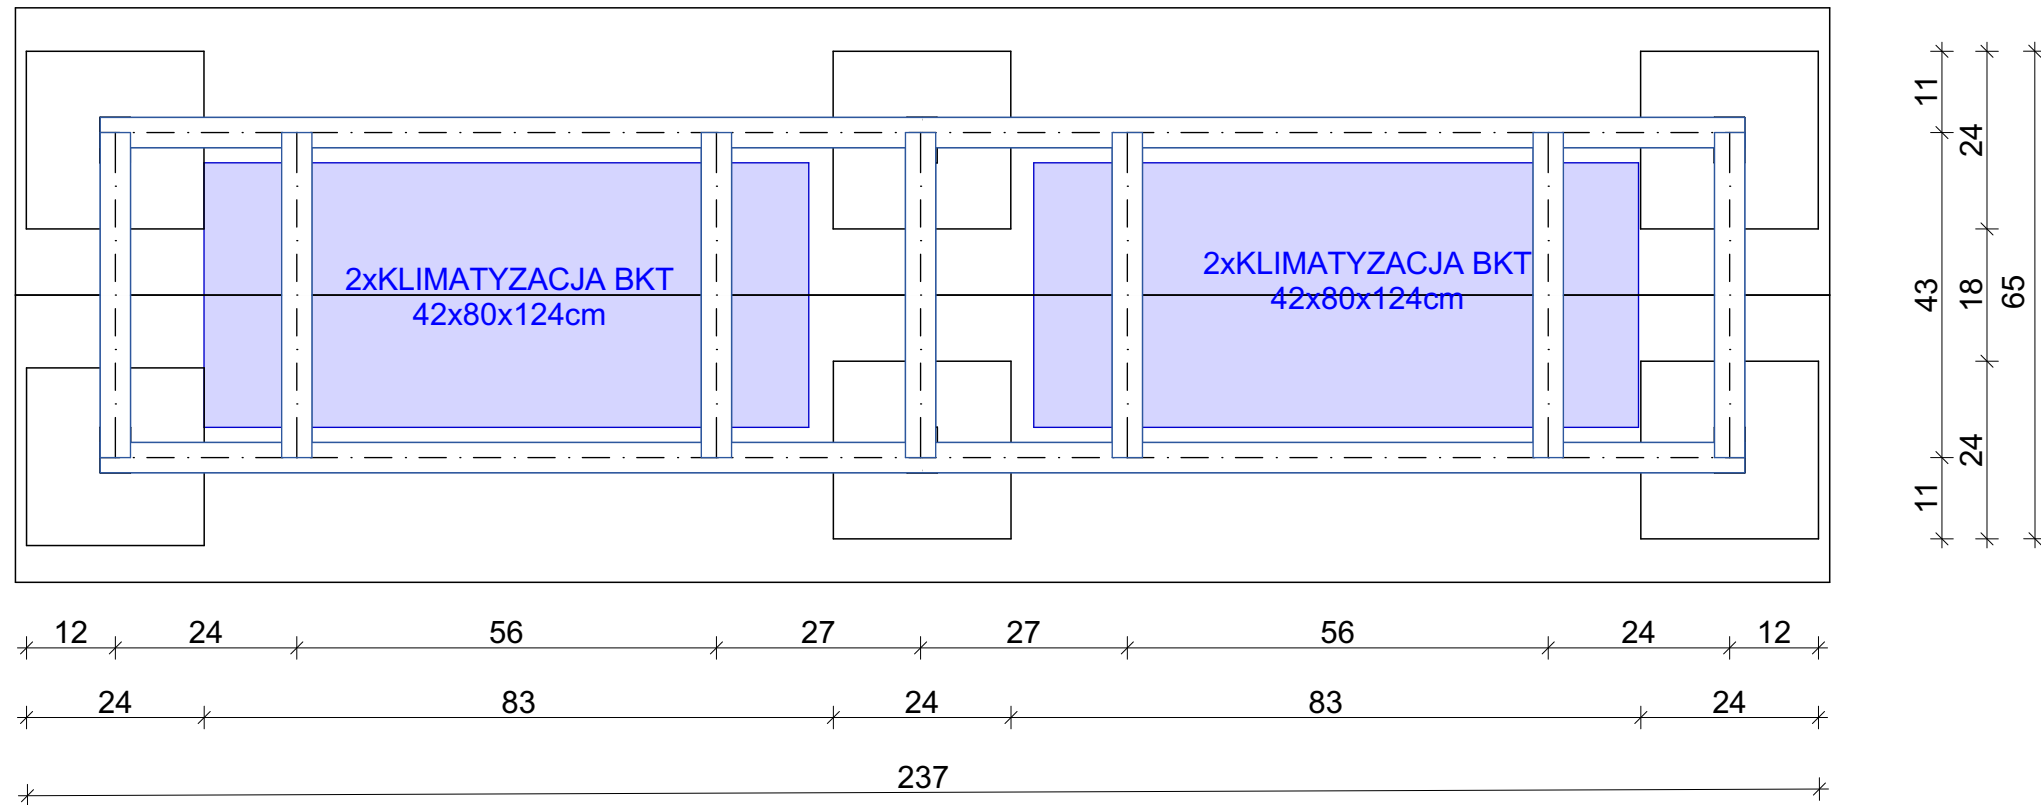 2xKLIMATYZACJA BKT
42x80x124cm
2xKLIMATYZACJA BKT
42x80x124cm
11
43
11
24
18
24
65
12 24 56 27 27 56 24 12
24 83 24 83 24
237